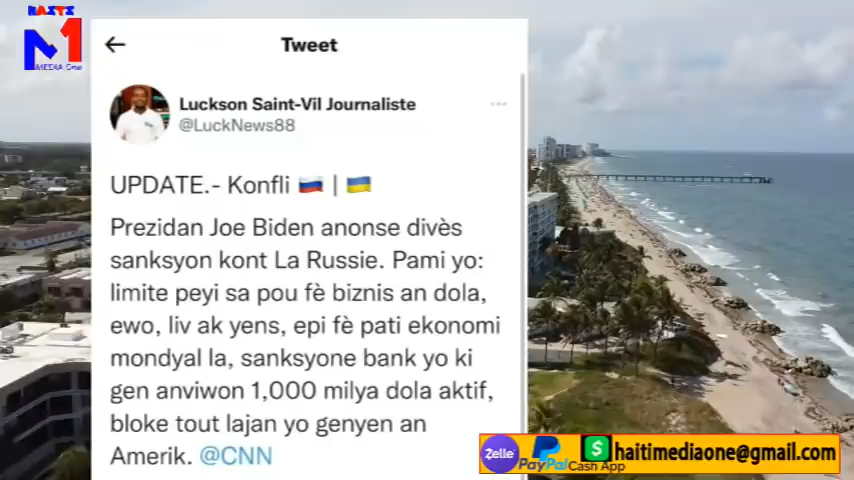 HAITI
M1
MEDIA One
Tweet
Luckson Saint-Vil Journaliste
@LuckNews88
UPDATE.- Konfli 🇷🇺 | 🇺🇦
Prezidan Joe Biden anonse divès
sanksyon kont La Russie. Pami yo:
limite peyi sa pou fè biznis an dola,
ewo, liv ak yens, epi fè pati ekonomi
mondyal la, sanksyone bank yo ki
gen anviwon 1,000 milya dola aktif,
bloke tout lajan yo genyen an
Amerik. @CNN
Zelle PayPal Cash App haitimediaone@gmail.com